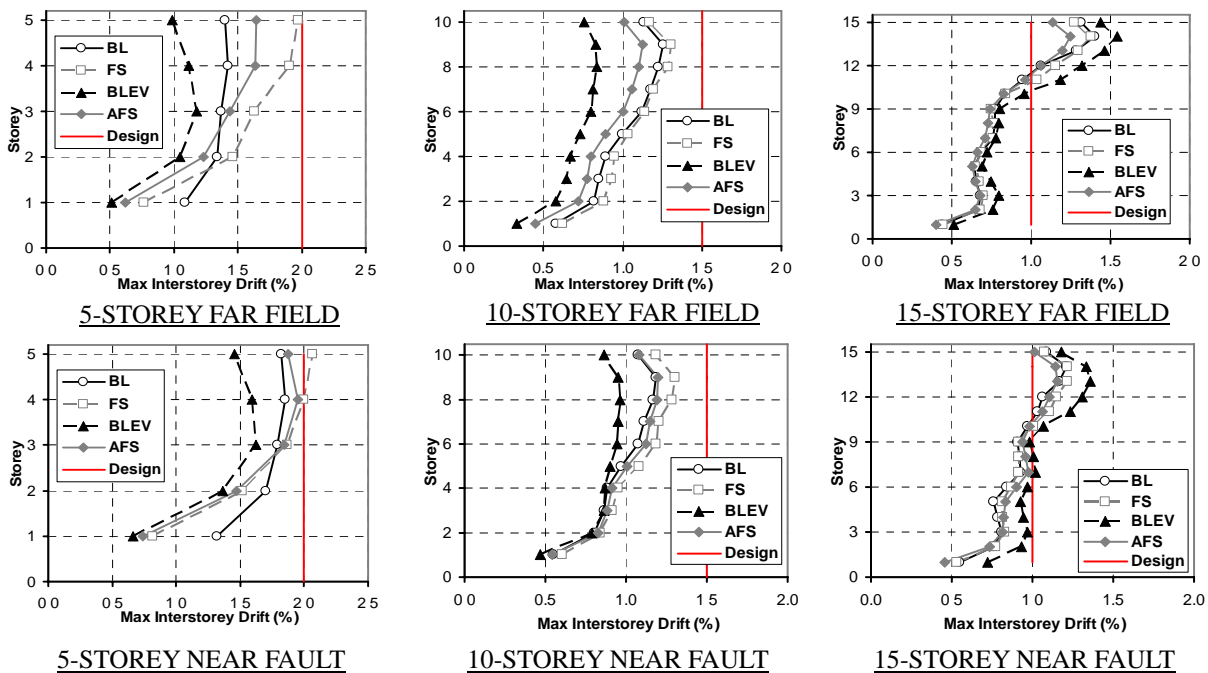 5
4
3
2
1
0
Storey
BL
FS
BLEV
AFS
Design
0 0 0 5 1 0 1 5 2 0 2 5
Max Interstorey Drift (%)
5-STOREY FAR FIELD
10
8
6
4
2
0
Storey
BL
FS
BLEV
AFS
Design
0 0 0 5 1.0 1.5 2 0
Max Interstorey Drift (%)
10-STOREY FAR FIELD
15
12
9
6
3
0
Storey
BL
FS
BLEV
AFS
Design
0 0 0 5 1.0 1 5 2 0
Max Interstorey Drift (%)
15-STOREY FAR FIELD
5
4
3
2
1
0
Storey
BL
FS
BLEV
AFS
Design
0 0 0 5 1 0 1 5 2 0 2 5
Max Interstorey Drift (%)
5-STOREY NEAR FAULT
10
8
6
4
2
0
Storey
BL
FS
BLEV
AFS
Design
0 0 0 5 1.0 1.5 2 0
Max Interstorey Drift (%)
10-STOREY NEAR FAULT
15
12
9
6
3
0
Storey
BL
FS
BLEV
AFS
Design
0 0 0 5 1.0 1 5 2.0
Max Interstorey Drift (%)
15-STOREY NEAR FAULT